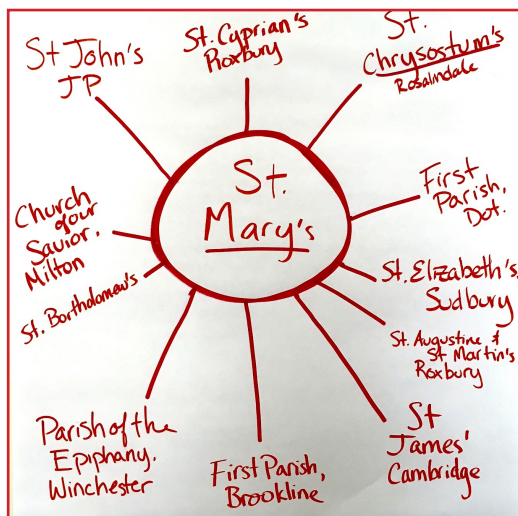 St John's
JP
St. Cyprian's
Roxbury
St.
Chrysostum's
Roslindale
St.
Mary's
First
Parish,
Dot.
St. Elizabeth's,
Sudbury
St. Augustine &
St Martin's
Roxbury
St
James'
Cambridge
First Parish,
Brookline
Parish of the
Epiphany.
Winchester
St. Bartholomew's
Church
of our
Savior,
Milton